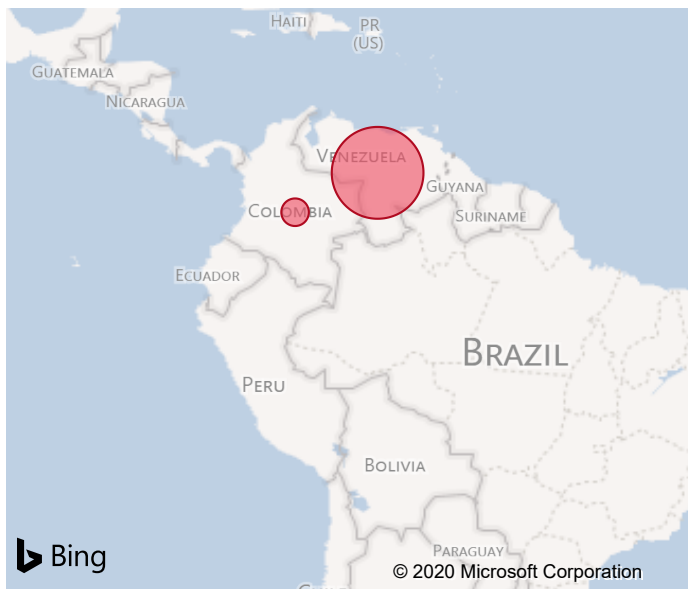 HAITI
PR
(US)
GUATEMALA
NICARAGUA
VENEZUELA
GUYANA
COLOMBIA
SURINAME
ECUADOR
BRAZIL
PERU
BOLIVIA
PARAGUAY
Bing
© 2020 Microsoft Corporation